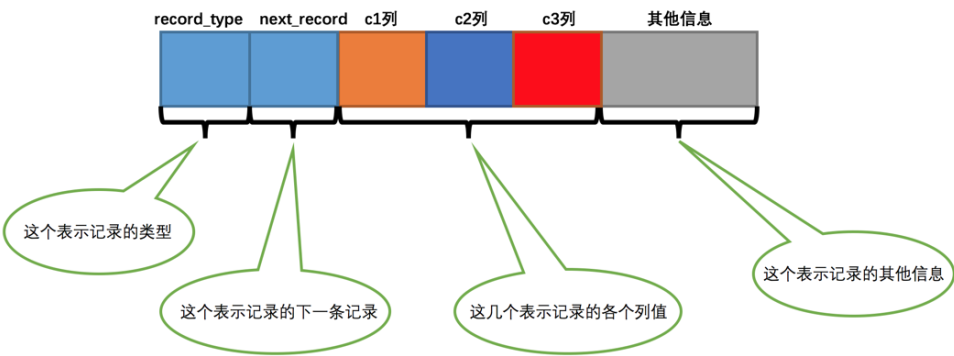 record_type next_record c1列 c2列 c3列 其他信息
这个表示记录的类型
这个表示记录的下一条记录
这几个表示记录的各个列值
这个表示记录的其他信息